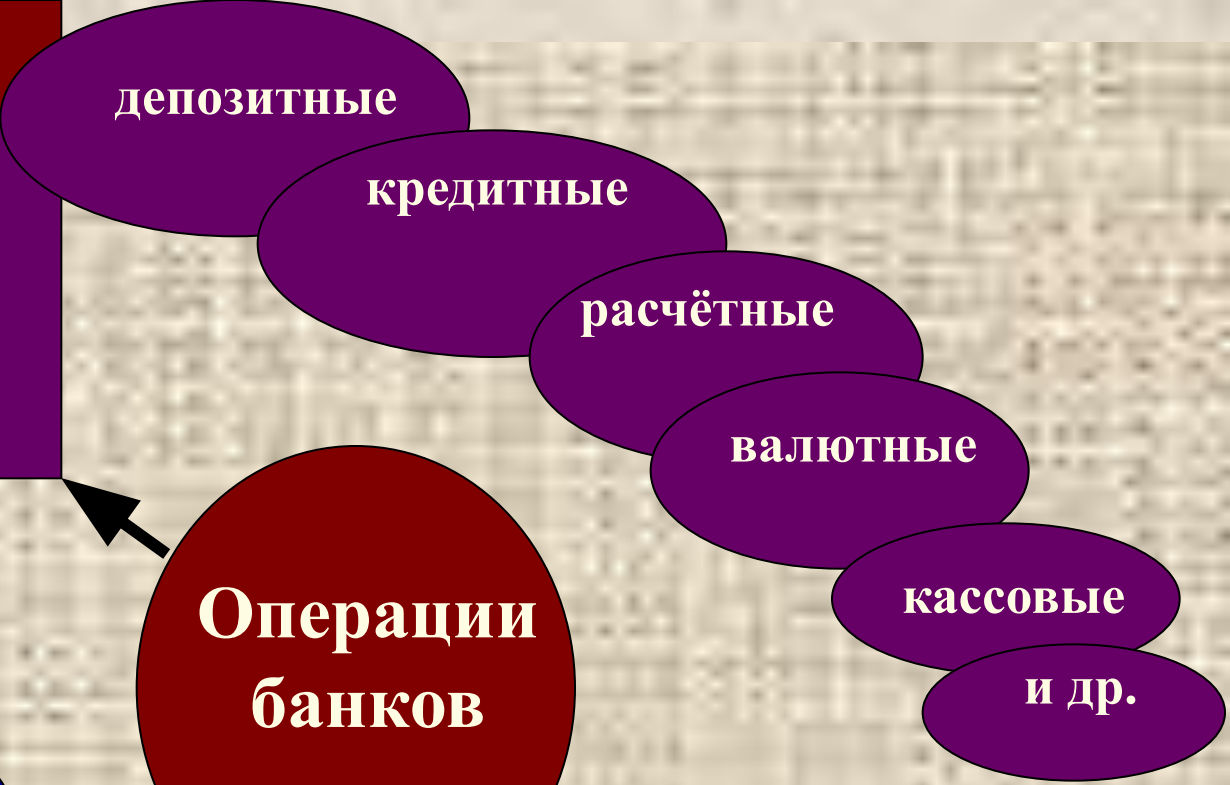 депозитные
кредитные
расчётные
валютные
кассовые
и др.
Операции
банков